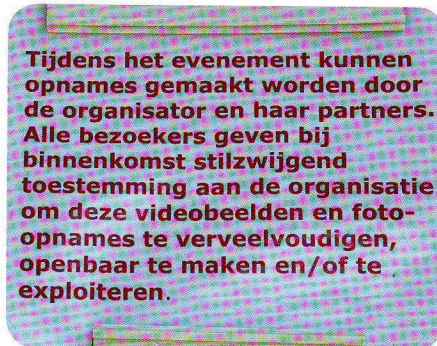 Tijdens het evenement kunnen
opnames gemaakt worden door
de organisator en haar partners.
Alle bezoekers geven bij
binnenkomst stilzwijgend
toestemming aan de organisatie
om deze videobeelden en foto-
opnames te verveelvoudigen,
openbaar te maken en/of te
exploiteren.